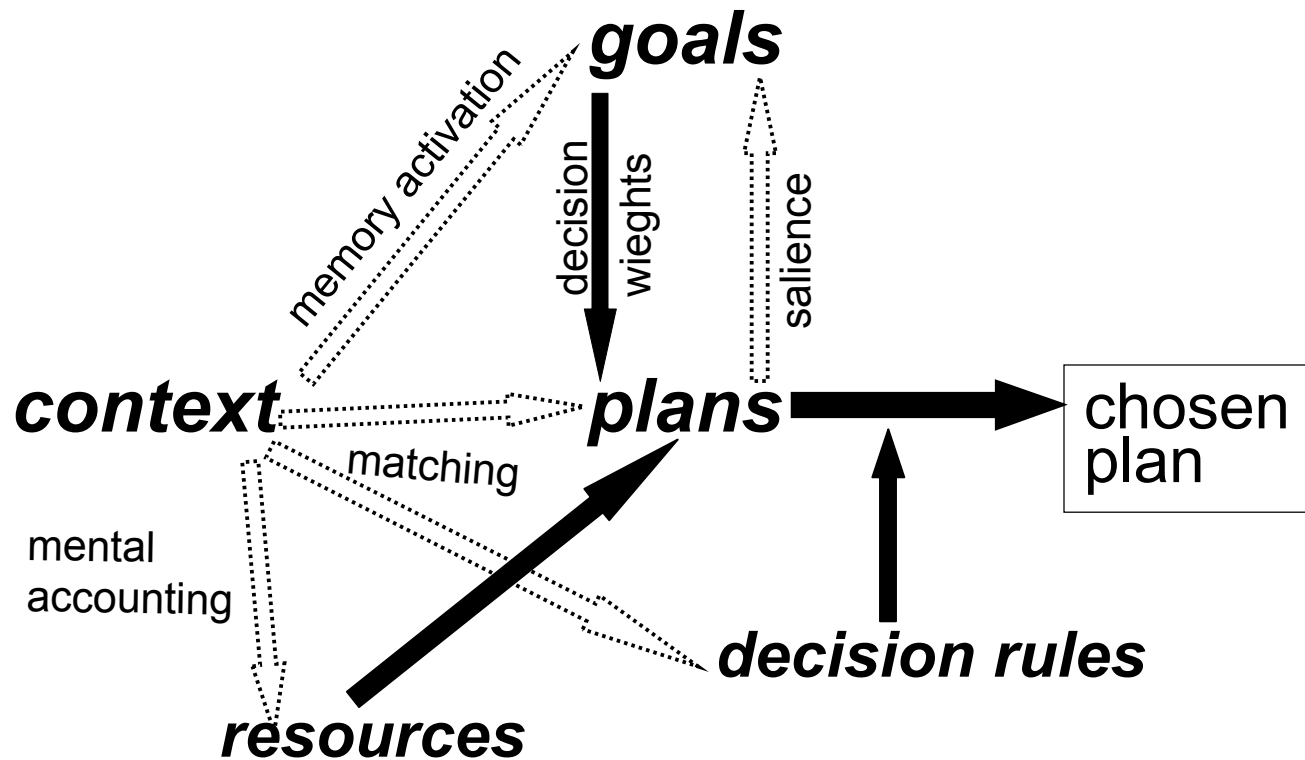 goals
memory activation
decision
wieghts
salience
context
plans
chosen
plan
matching
mental
accounting
decision rules
resources